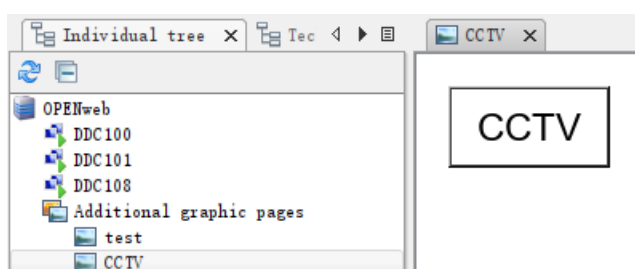 Individual tree
Tec
CCTV
OPENweb
DDC100
DDC101
DDC108
Additional graphic pages
test
CCTV
CCTV